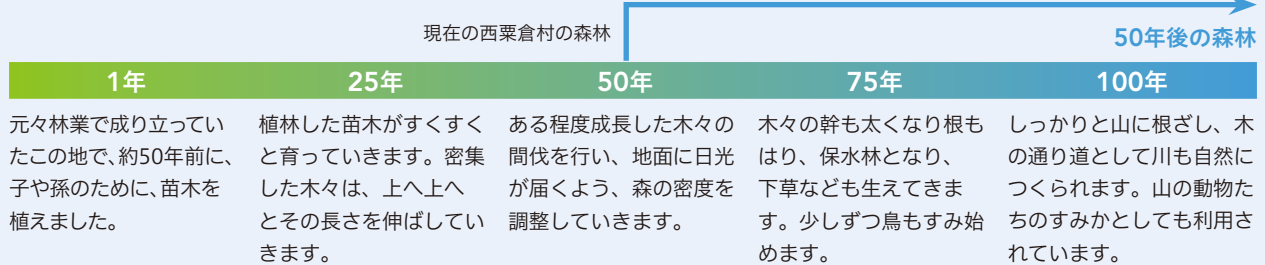 現在の西粟倉村の森林
50年後の森林
1年
25年
50年
75年
100年
元々林業で成り立ってい
たこの地で、約50年前に、
子や孫のために、苗木を
植えました。
植林した苗木がすくすく
と育っていきます。密集
した木々は、上へ上へ
とその長さを伸ばしてい
きます。
ある程度成長した木々の
間伐を行い、地面に日光
が届くよう、森の密度を
調整していきます。
木々の幹も太くなり根も
はり、保水林となり、
下草なども生えてきま
す。少しずつ鳥もすみ始
めます。
しっかりと山に根ざし、木
の通り道として川も自然に
つくられます。山の動物た
ちのすみかとしても利用さ
れています。